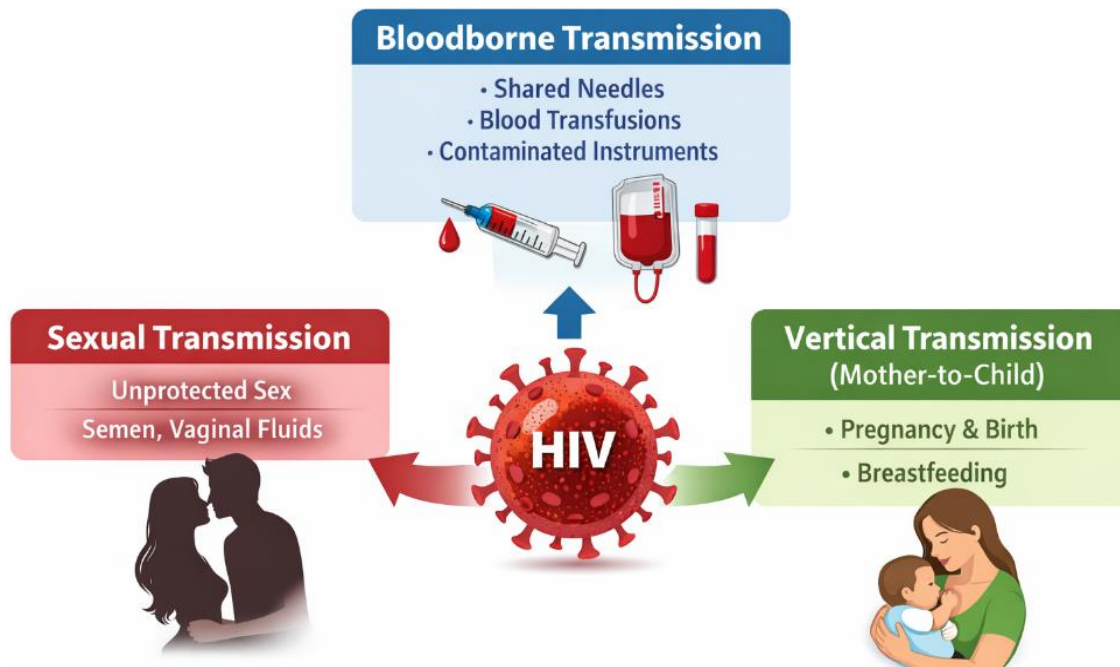 Bloodborne Transmission
• Shared Needles
• Blood Transfusions
• Contaminated Instruments
Sexual Transmission
Unprotected Sex
Semen, Vaginal Fluids
HIV
Vertical Transmission
(Mother-to-Child)
• Pregnancy & Birth
• Breastfeeding